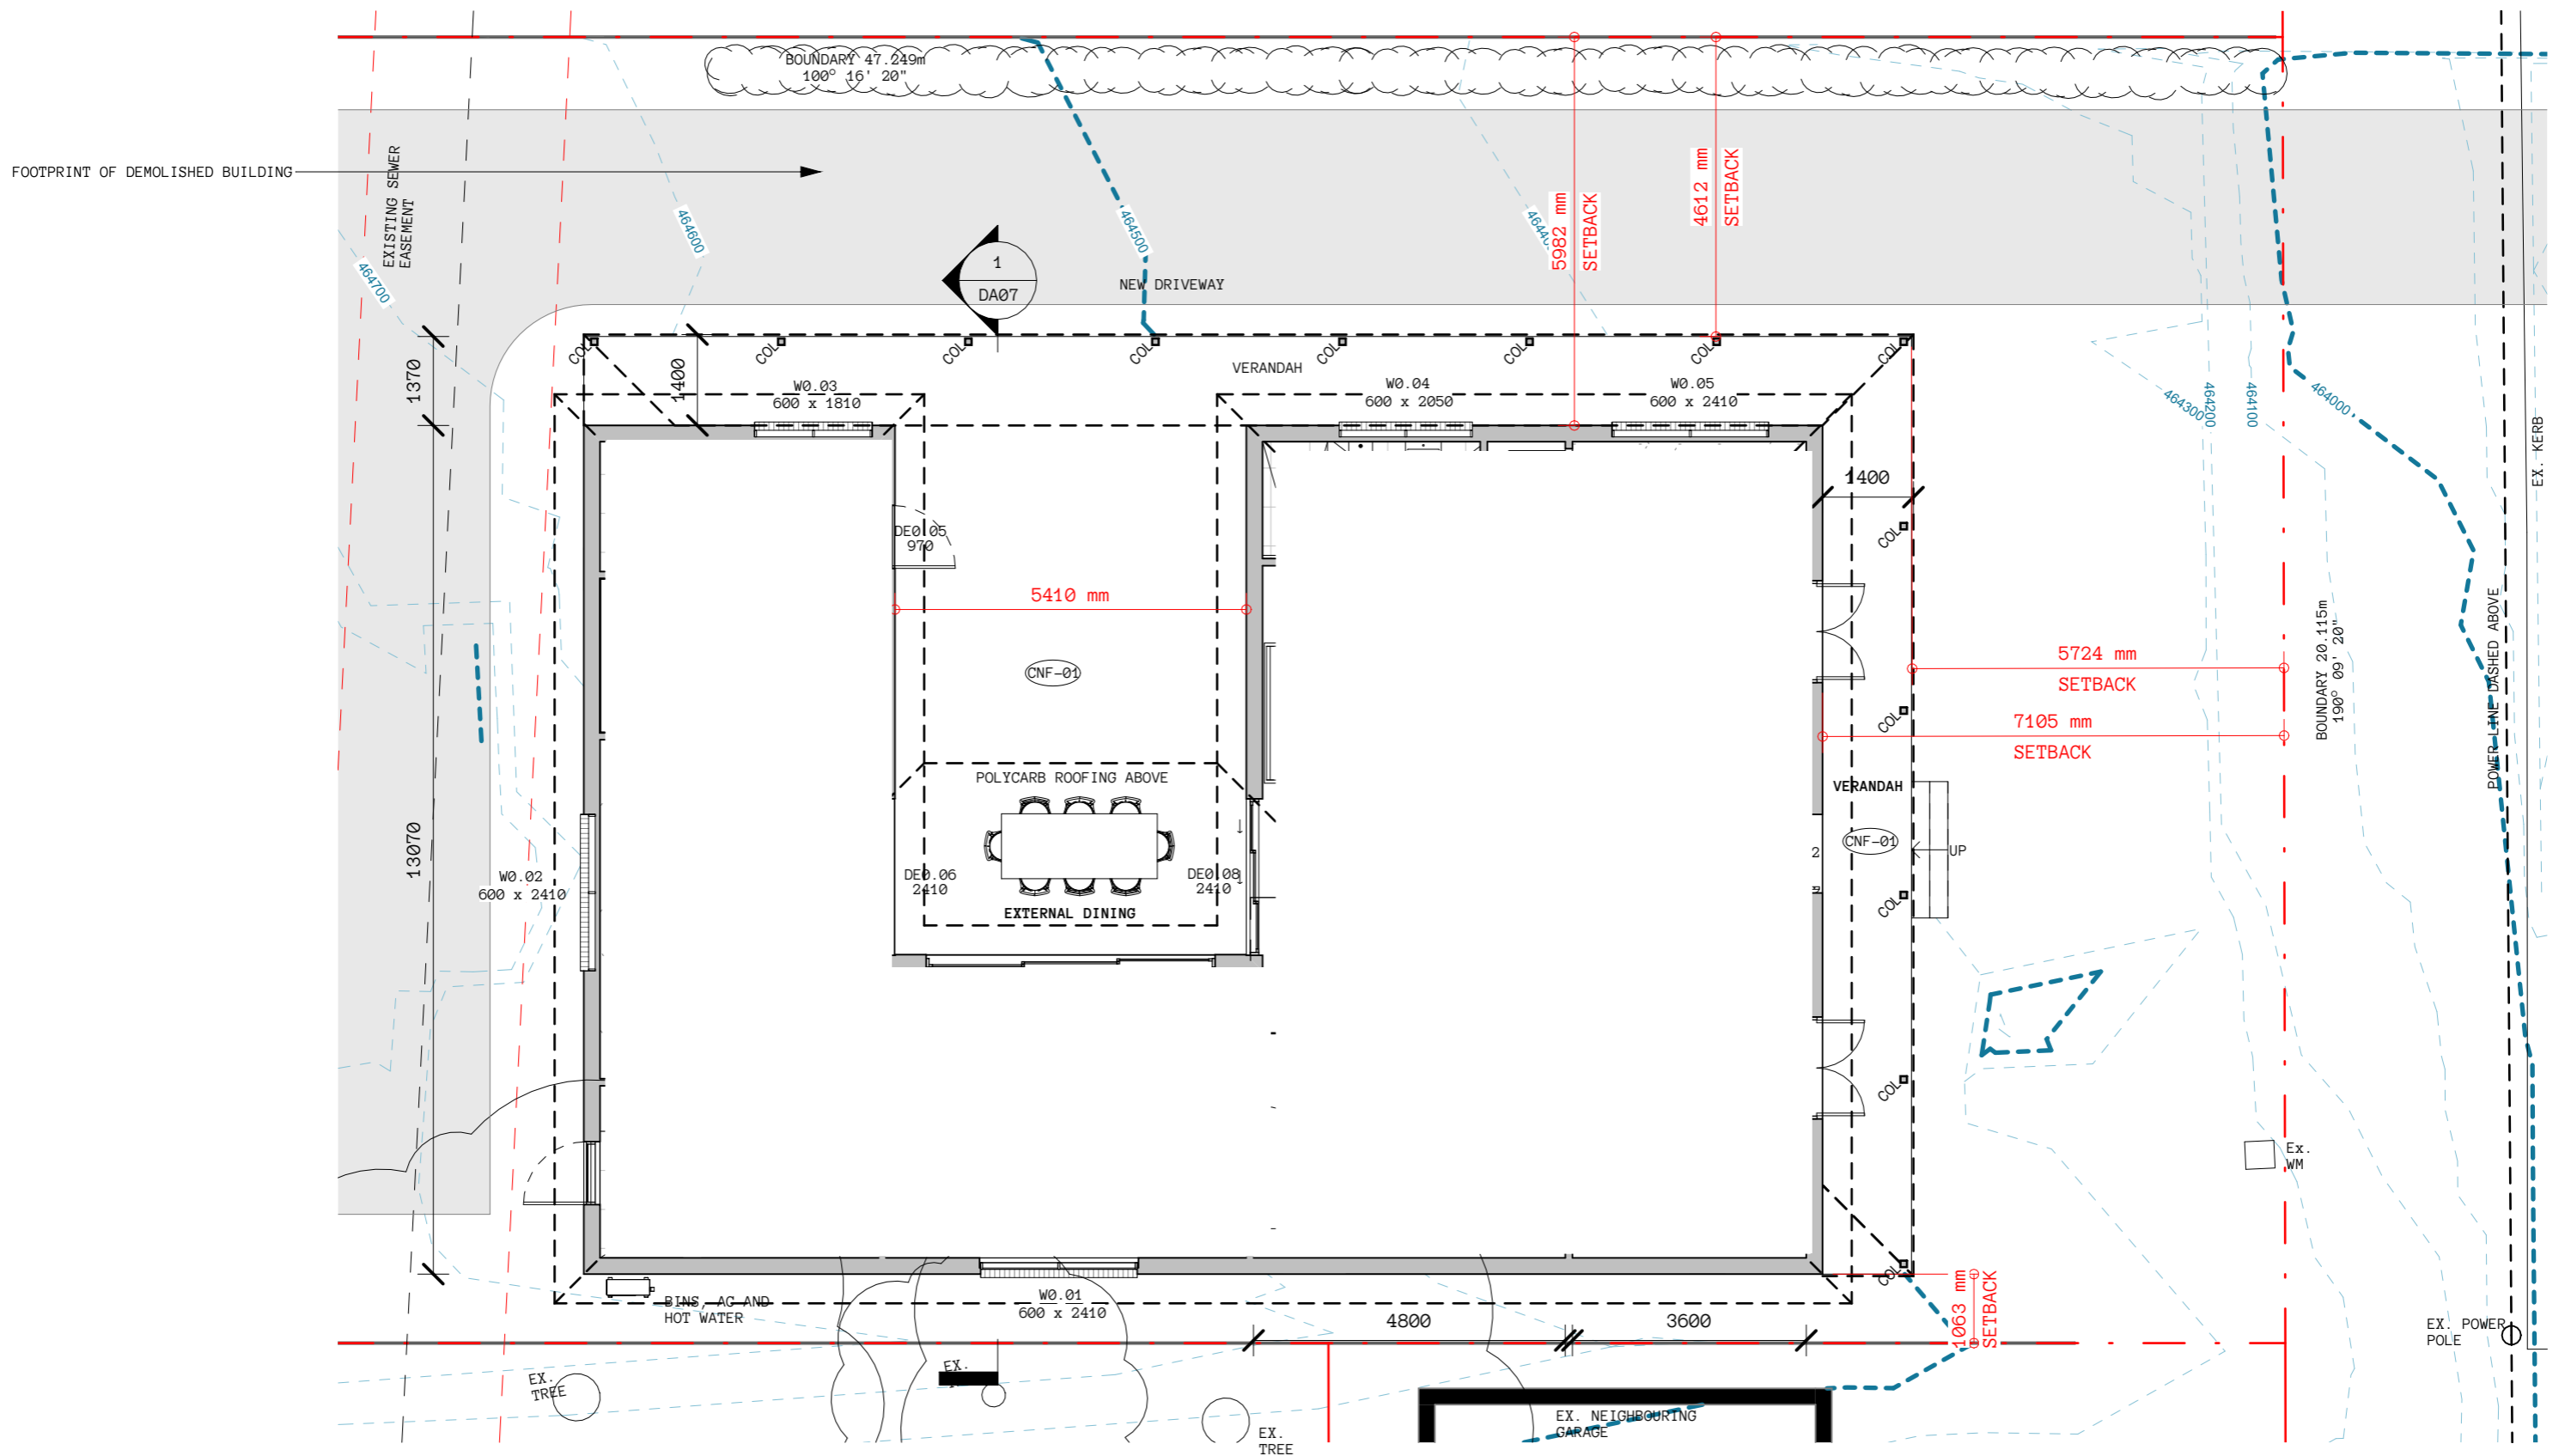 BOUNDARY 47.249m
100° 16' 20"
FOOTPRINT OF DEMOLISHED BUILDING
EXISTING SEWER
EASEMENT
464700
464600
464500
5982 mm
SETBACK
4612 mm
SETBACK
1
DA07
NEW DRIVEWAY
COL
COL
COL
COL
COL
COL
COL
COL
1370
1400
VERANDAH
W0.03
600 x 1810
W0.04
600 x 2050
W0.05
600 x 2410
464300
464200
464100
464000
EX. KERB
1400
COL
DE0.05
970
5410 mm
CNF-01
5724 mm
SETBACK
7105 mm
SETBACK
COL
BOUNDARY 20.115m
190° 09' 20"
POWER LINE DASHED ABOVE
POLYCARB ROOFING ABOVE
VERANDAH
CNF-01
2
UP
13070
W0.02
600 x 2410
DE0.06
2410
DE0.08
2410
EXTERNAL DINING
COL
COL
Ex.
WM
COL
BINS, AC AND
HOT WATER
W0.01
600 x 2410
4800
3600
1063 mm
SETBACK
EX. POWER
POLE
EX.
TREE
EX.
EX.
TREE
EX. NEIGHBOURING
GARAGE